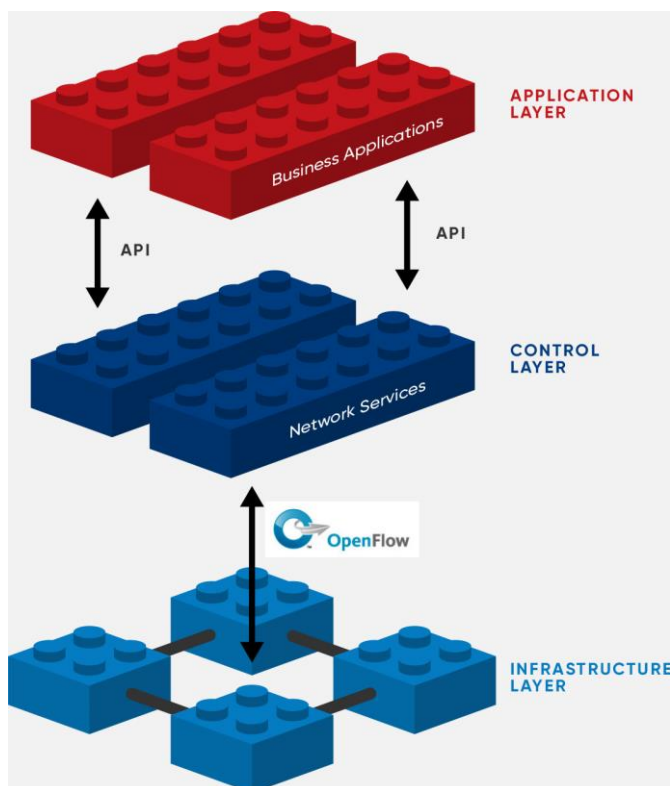 APPLICATION
LAYER
Business Applications
API
API
CONTROL
LAYER
Network Services
OpenFlow
INFRASTRUCTURE
LAYER